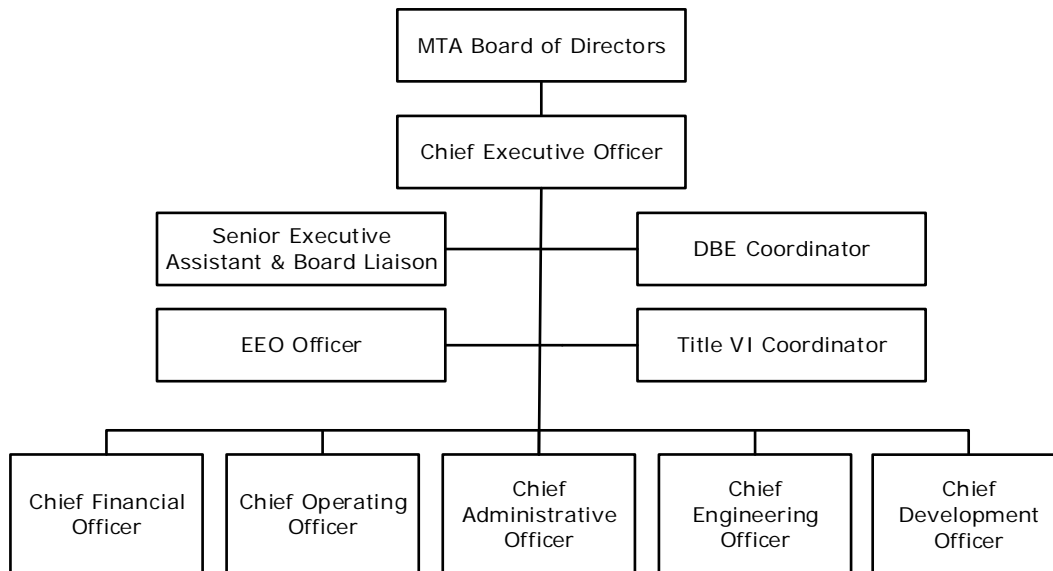 MTA Board of Directors
Chief Executive Officer
Senior Executive
Assistant & Board Liaison
DBE Coordinator
EEO Officer
Title VI Coordinator
Chief Financial
Officer
Chief Operating
Officer
Chief
Administrative
Officer
Chief
Engineering
Officer
Chief
Development
Officer